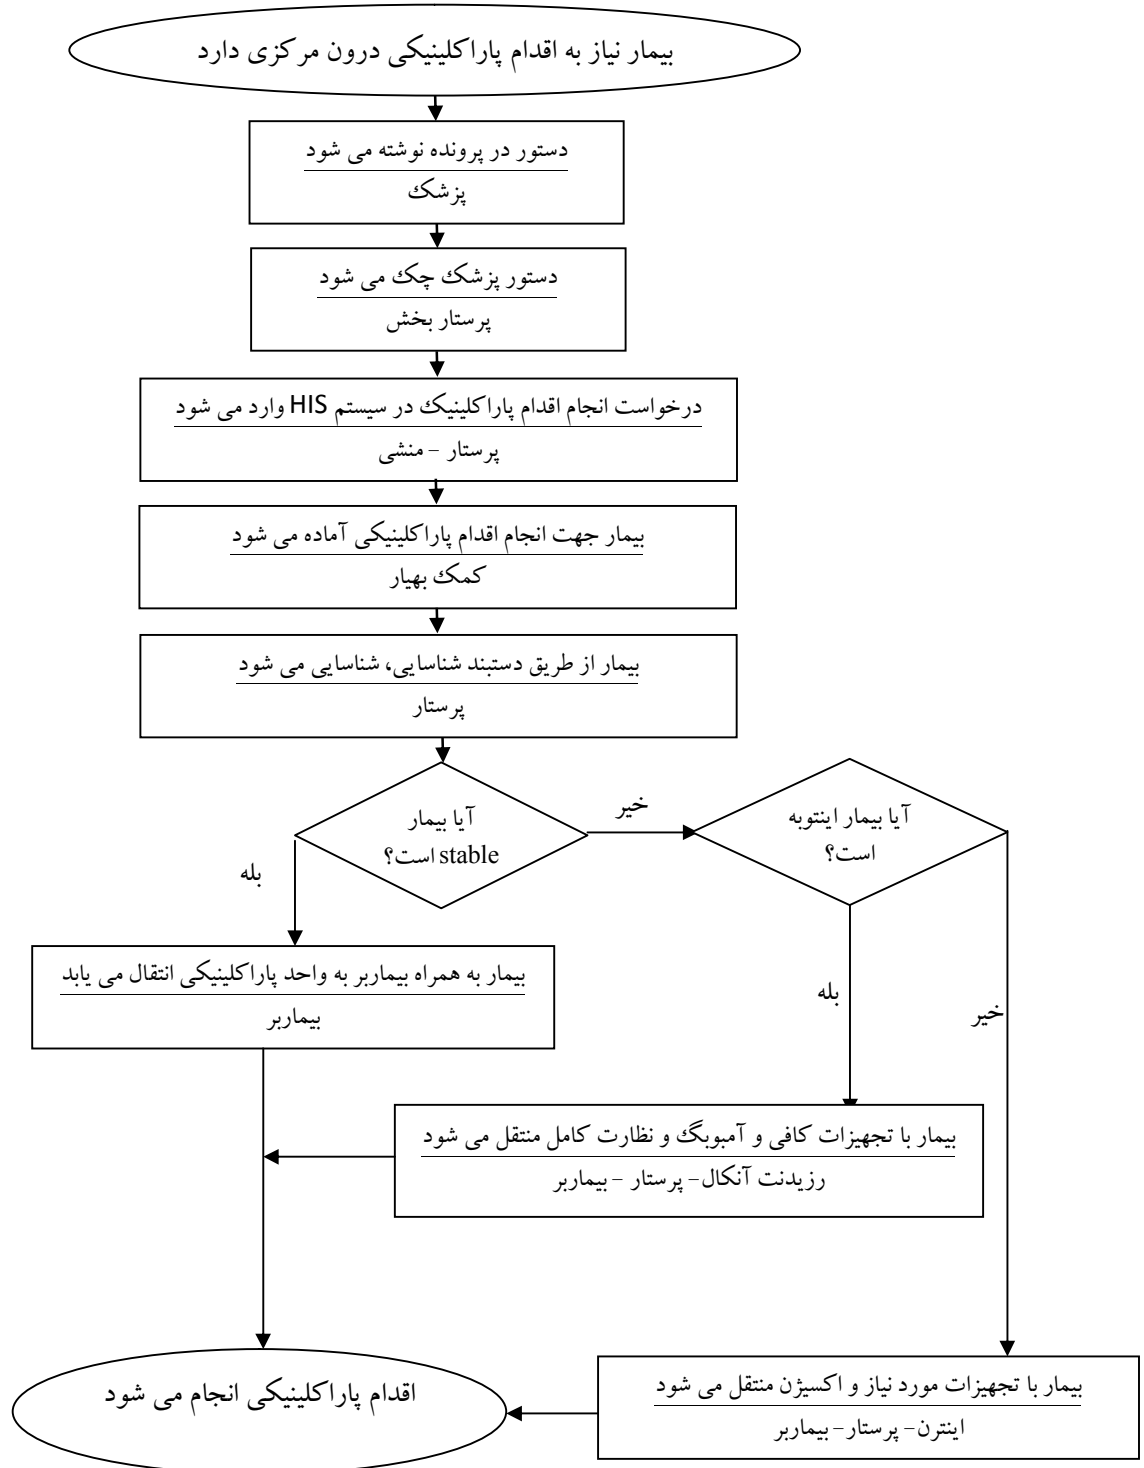 بیمار نیاز به اقدام پاراکلینیکی درون مرکزی دارد
دستور در پرونده نوشته می شود
پزشک
دستور پزشک چک می شود
پرستار بخش
درخواست انجام اقدام پاراکلینیک در سیستم HIS وارد می شود
پرستار – منشی
بیمار جهت انجام اقدام پاراکلینیکی آماده می شود
کمک بهیار
بیمار از طریق دستبند شناسایی، شناسایی می شود
پرستار
آیا بیمار
stable است؟
خیر
آیا بیمار اینتوبه
است؟
بله
بیمار به همراه بیماربر به واحد پاراکلینیکی انتقال می یابد
بیماربر
بله
خیر
بیمار با تجهیزات کافی و آمبوبگ و نظارت کامل منتقل می شود
رزیدنت آنکال– پرستار – بیماربر
اقدام پاراکلینیکی انجام می شود
بیمار با تجهیزات مورد نیاز و اکسیژن منتقل می شود
اینترن– پرستار– بیماربر